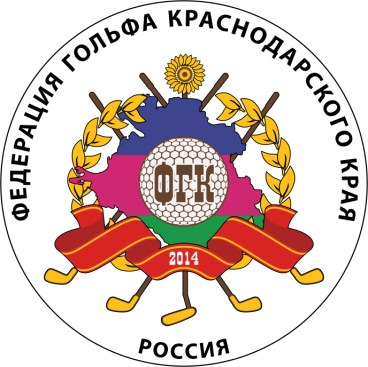 ФЕДЕРАЦИЯ ГОЛЬФА КРАСНОДАРСКОГО КРАЯ
ФГК
2014
РОССИЯ